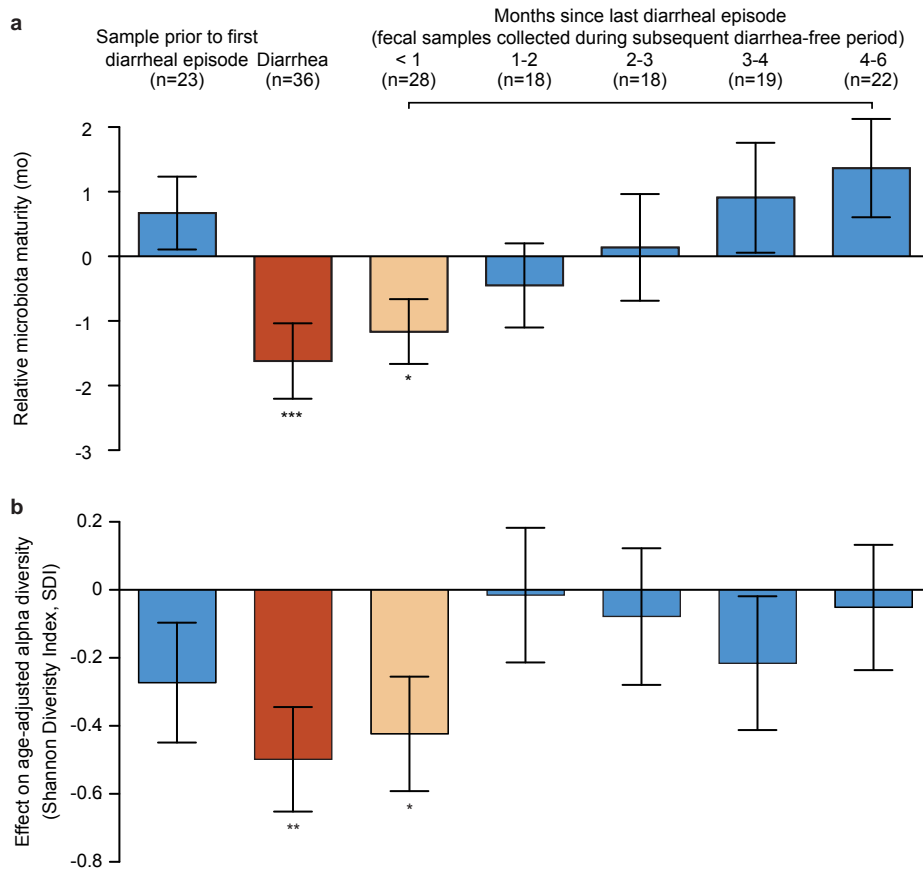 a
Months since last diarrheal episode
(fecal samples collected during subsequent diarrhea-free period)
Sample prior to first
diarrheal episode
(n=23)
Diarrhea
(n=36)
< 1
(n=28)
1-2
(n=18)
2-3
(n=18)
3-4
(n=19)
4-6
(n=22)
Relative microbiota maturity (mo)
2
1
0
-1
-2
-3
***
*
b
Effect on age-adjusted alpha diversity
(Shannon Diveristy Index, SDI)
0.2
0
-0.2
-0.4
-0.6
-0.8
**
*